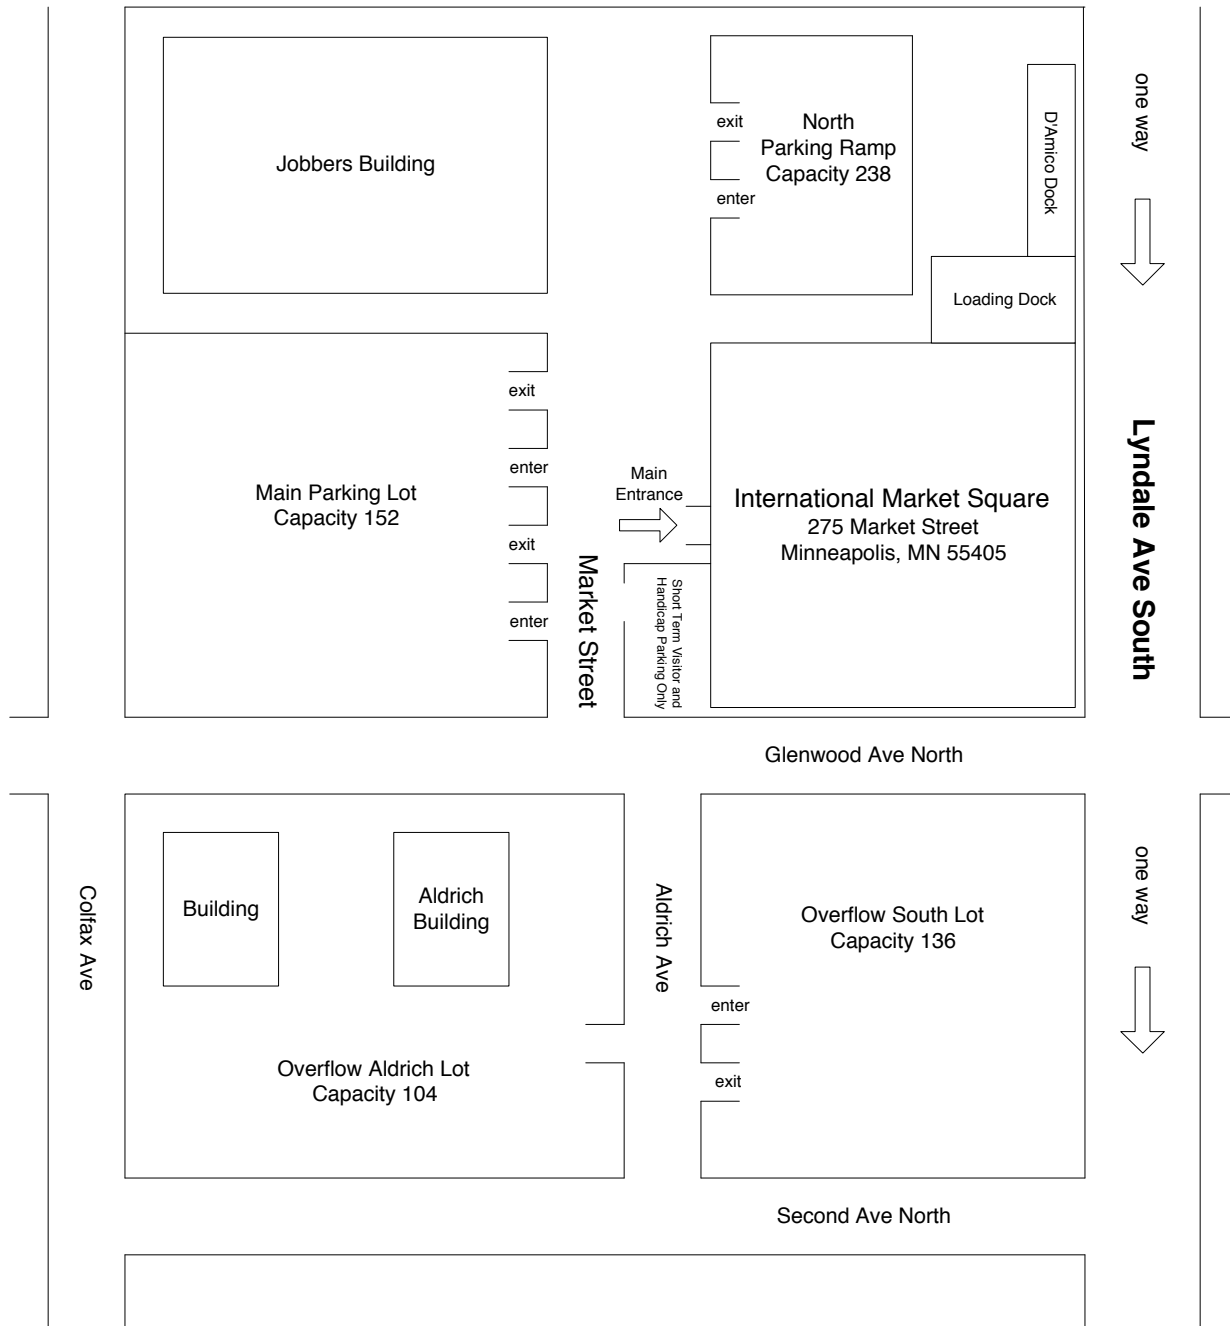 one way
D'Amico Dock
exit
North
Parking Ramp
Capacity 238
enter
Jobbers Building
Loading Dock
exit
enter
Main Parking Lot
Capacity 152
exit
enter
Main
Entrance
International Market Square
275 Market Street
Minneapolis, MN 55405
Lyndale Ave South
Market Street
Short Term Visitor and
Handicap Parking Only
Glenwood Ave North
Colfax Ave
Building
Aldrich
Building
Aldrich Ave
Overflow South Lot
Capacity 136
one way
enter
exit
Overflow Aldrich Lot
Capacity 104
Second Ave North